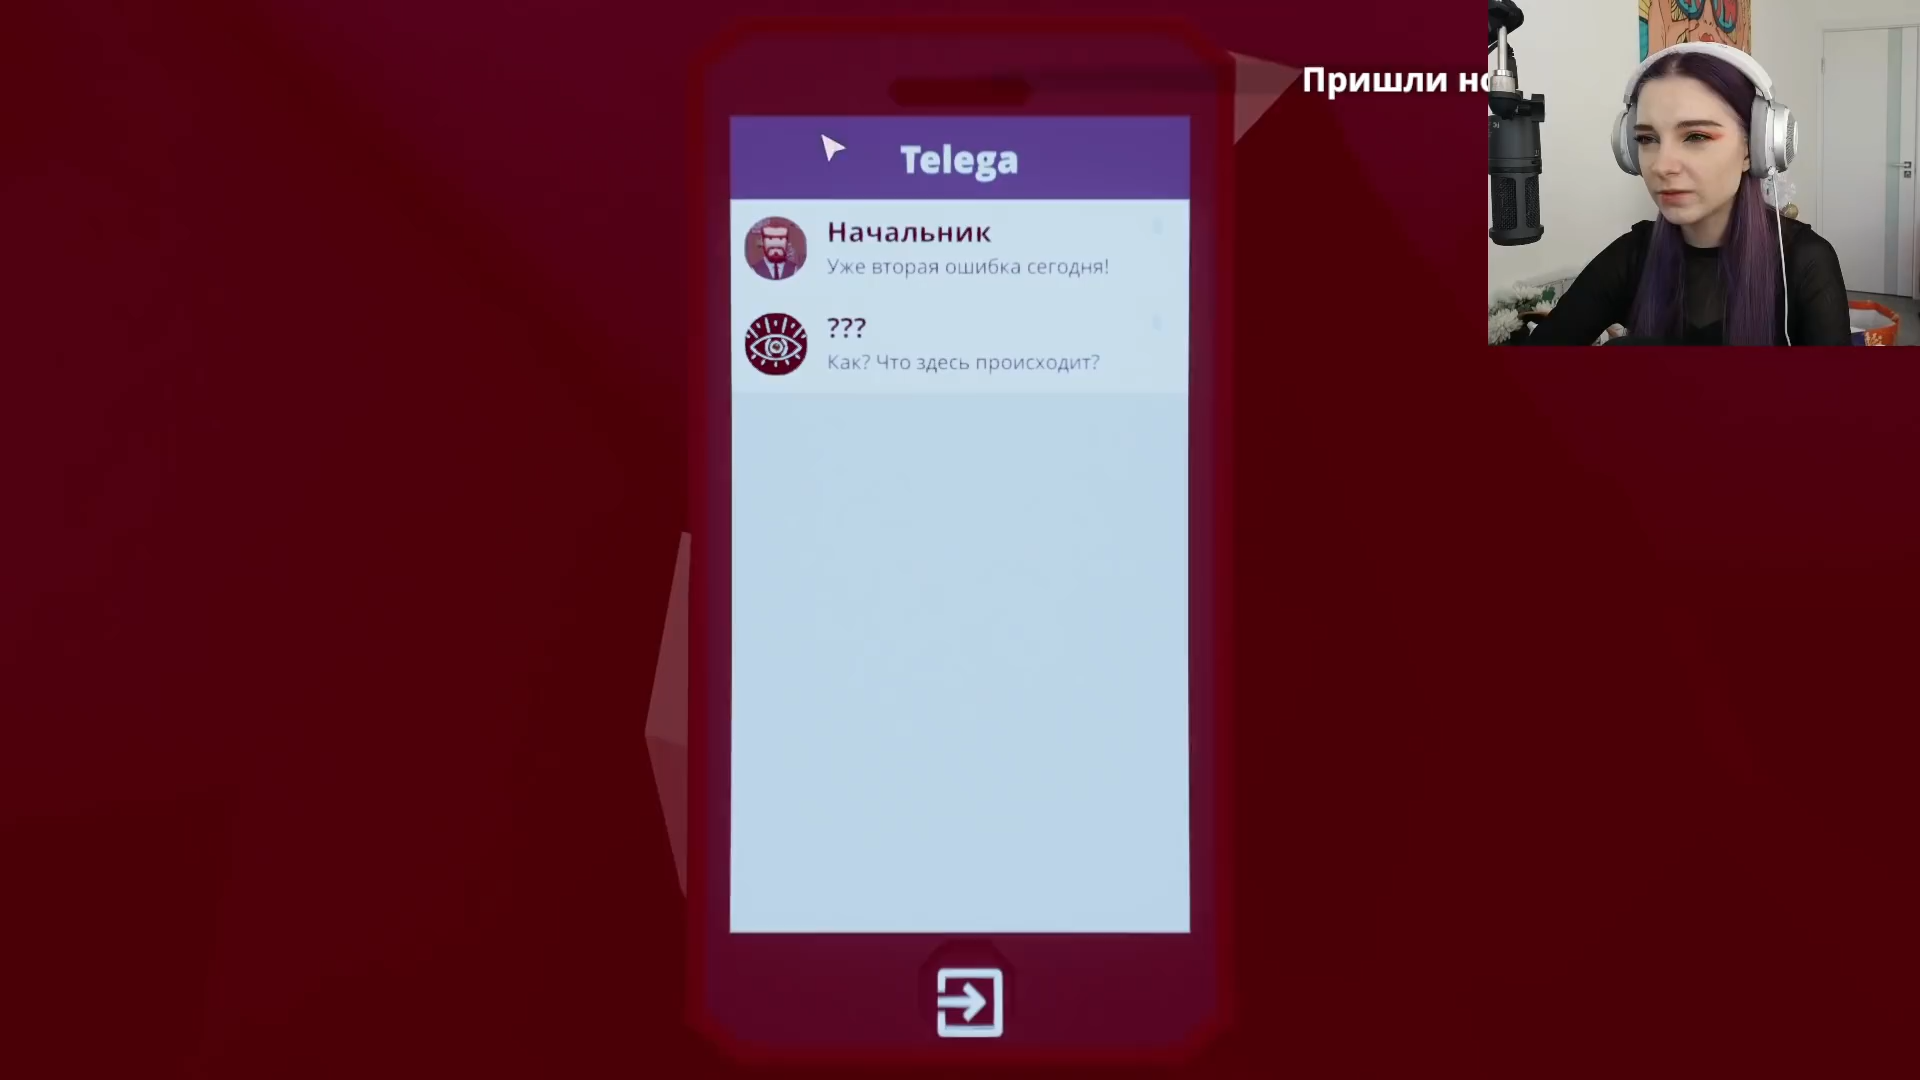 Пришли
Telega
Начальник
Уже вторая ошибка сегодня!
???
Как? Что здесь происходит?